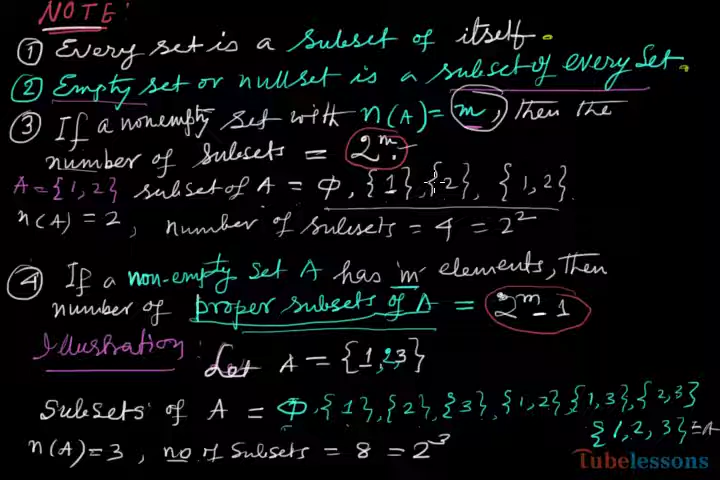 NOTE:
① Every set is a subset of itself.
② Empty set or nullset is a subset of every set.
③ If a nonempty set with n(A) = m, then the
number of subsets = 2^m.
A = {1, 2} subset of A = Φ, {1}, {2}, {1, 2}
n(A) = 2, number of subsets = 4 = 2^2
④ If a non-empty set A has m elements, then
number of proper subsets of A = 2^m - 1
Illustration: Let A = {1, 2, 3}
Subsets of A = Φ, {1}, {2}, {3}, {1, 2} {1, 3}, {2, 3}
{1, 2, 3} = A
n(A) = 3, no of subsets = 8 = 2^3
Tubelessons